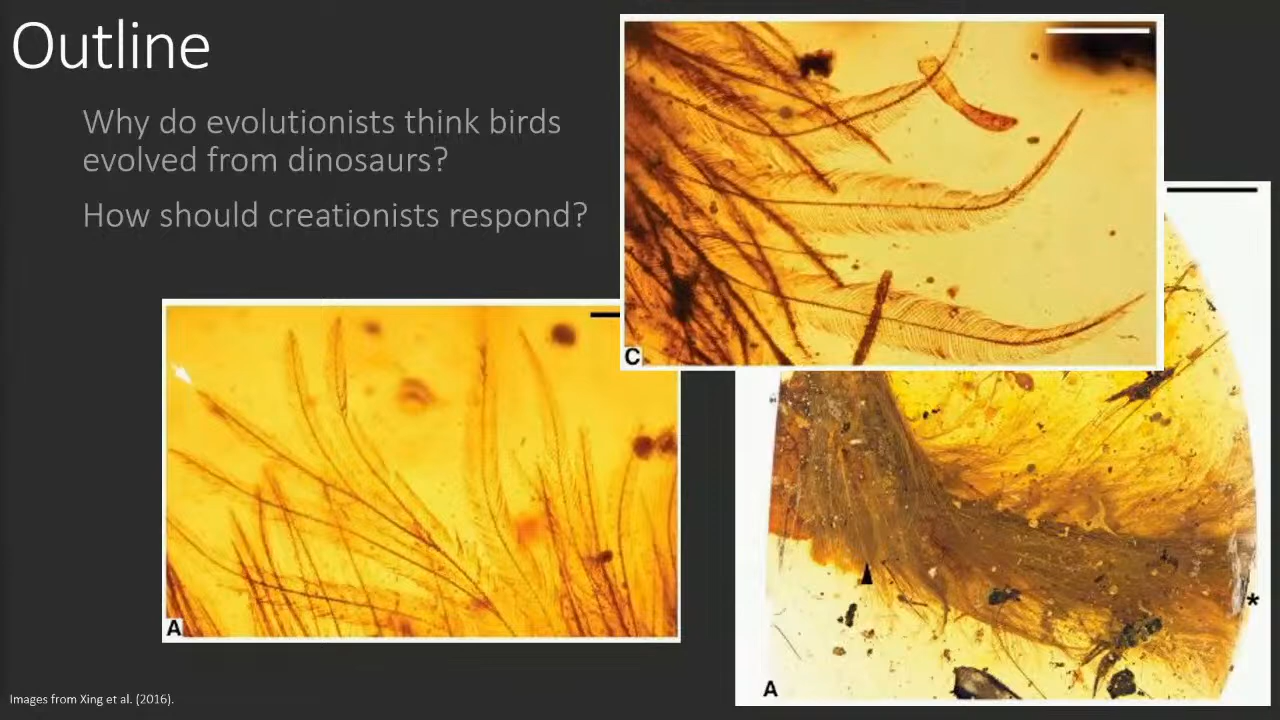 Outline
Why do evolutionists think birds
evolved from dinosaurs?
How should creationists respond?
C
A
*
A
Images from Xing et al. (2016).